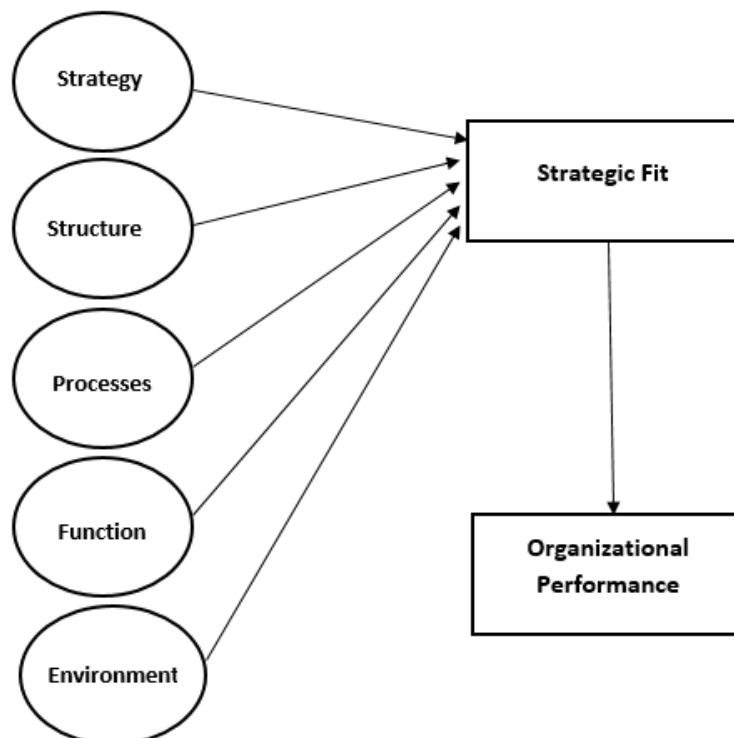 Strategy
Structure
Processes
Function
Environment
Strategic Fit
Organizational
Performance